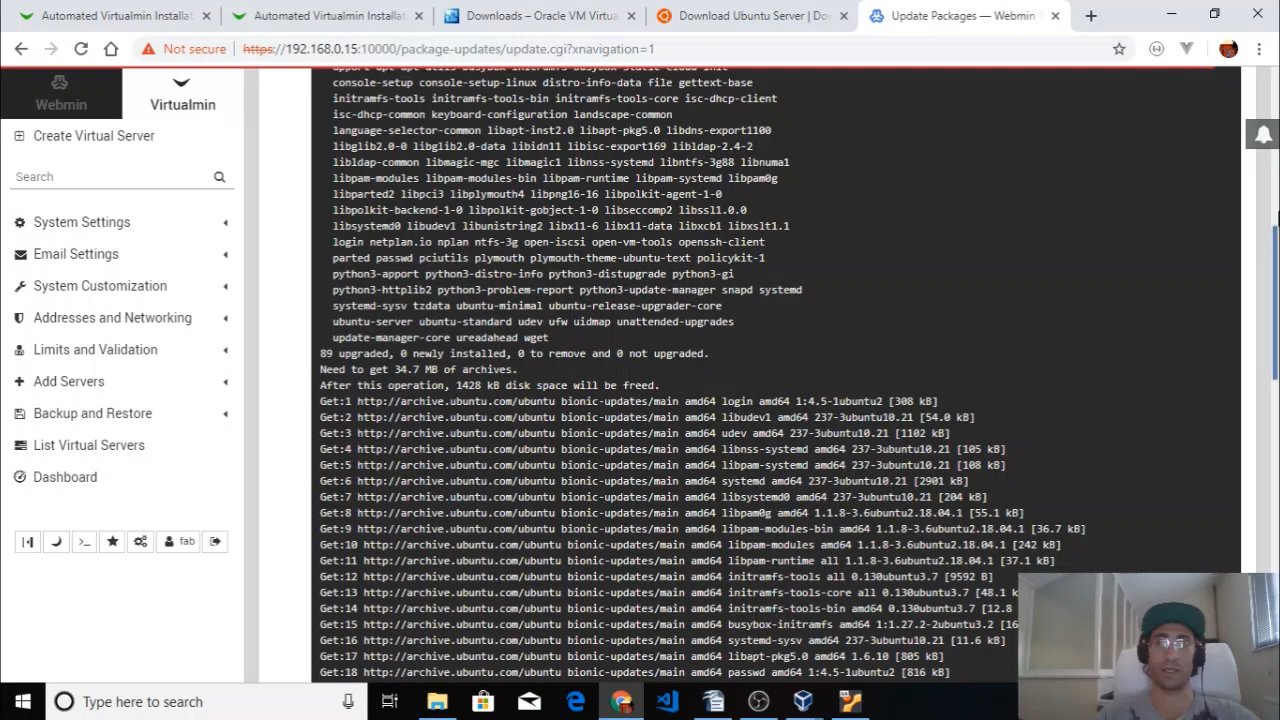 Automated Virtualmin Installat
Automated Virtualmin Installat
Downloads – Oracle VM Virtua
Download Ubuntu Server | Dow
Update Packages — Webmin 1
Not secure
https://192.168.0.15:10000/package-updates/update.cgi?xnavigation=1
Webmin
Virtualmin
Create Virtual Server
Search
System Settings
Email Settings
System Customization
Addresses and Networking
Limits and Validation
Add Servers
Backup and Restore
List Virtual Servers
Dashboard
fab
apport apt apt-utils busybox-initramfs busybox-static cloud-init
console-setup console-setup-linux distro-info-data file gettext-base
initramfs-tools initramfs-tools-bin initramfs-tools-core isc-dhcp-client
isc-dhcp-common keyboard-configuration landscape-common
language-selector-common libapt-inst2.0 libapt-pkg5.0 libdns-export1100
libglib2.0-0 libglib2.0-data libidn11 libisc-export169 libldap-2.4-2
libldap-common libmagic-mgc libmagic1 libnss-systemd libntfs-3g88 libnuma1
libpam-modules libpam-modules-bin libpam-runtime libpam-systemd libpam0g
libparted2 libpci3 libplymouth4 libpng16-16 libpolkit-agent-1-0
libpolkit-backend-1-0 libpolkit-gobject-1-0 libseccomp2 libssl1.0.0
libsystemd0 libudev1 libunistring2 libx11-6 libx11-data libxcb1 libxslt1.1
login netplan.io nplan ntfs-3g open-iscsi open-vm-tools openssh-client
parted passwd pciutils plymouth plymouth-theme-ubuntu-text policykit-1
python3-apport python3-distro-info python3-distupgrade python3-gi
python3-httplib2 python3-problem-report python3-update-manager snapd systemd
systemd-sysv tzdata ubuntu-minimal ubuntu-release-upgrader-core
ubuntu-server ubuntu-standard udev ufw uidmap unattended-upgrades
update-manager-core ureadahead wget
89 upgraded, 0 newly installed, 0 to remove and 0 not upgraded.
Need to get 34.7 MB of archives.
After this operation, 1428 kB disk space will be freed.
Get:1 http://archive.ubuntu.com/ubuntu bionic-updates/main amd64 login amd64 1:4.5-1ubuntu2 [308 kB]
Get:2 http://archive.ubuntu.com/ubuntu bionic-updates/main amd64 libudev1 amd64 237-3ubuntu10.21 [54.0 kB]
Get:3 http://archive.ubuntu.com/ubuntu bionic-updates/main amd64 udev amd64 237-3ubuntu10.21 [1102 kB]
Get:4 http://archive.ubuntu.com/ubuntu bionic-updates/main amd64 libnss-systemd amd64 237-3ubuntu10.21 [105 kB]
Get:5 http://archive.ubuntu.com/ubuntu bionic-updates/main amd64 libpam-systemd amd64 237-3ubuntu10.21 [108 kB]
Get:6 http://archive.ubuntu.com/ubuntu bionic-updates/main amd64 systemd amd64 237-3ubuntu10.21 [2901 kB]
Get:7 http://archive.ubuntu.com/ubuntu bionic-updates/main amd64 libsystemd0 amd64 237-3ubuntu10.21 [204 kB]
Get:8 http://archive.ubuntu.com/ubuntu bionic-updates/main amd64 libpam0g amd64 1.1.8-3.6ubuntu2.18.04.1 [55.1 kB]
Get:9 http://archive.ubuntu.com/ubuntu bionic-updates/main amd64 libpam-modules-bin amd64 1.1.8-3.6ubuntu2.18.04.1 [36.7 kB]
Get:10 http://archive.ubuntu.com/ubuntu bionic-updates/main amd64 libpam-modules amd64 1.1.8-3.6ubuntu2.18.04.1 [242 kB]
Get:11 http://archive.ubuntu.com/ubuntu bionic-updates/main amd64 libpam-runtime all 1.1.8-3.6ubuntu2.18.04.1 [37.1 kB]
Get:12 http://archive.ubuntu.com/ubuntu bionic-updates/main amd64 initramfs-tools all 0.130ubuntu3.7 [9592 B]
Get:13 http://archive.ubuntu.com/ubuntu bionic-updates/main amd64 initramfs-tools-core all 0.130ubuntu3.7 [48.1 k
Get:14 http://archive.ubuntu.com/ubuntu bionic-updates/main amd64 initramfs-tools-bin amd64 0.130ubuntu3.7 [12.8
Get:15 http://archive.ubuntu.com/ubuntu bionic-updates/main amd64 busybox-initramfs amd64 1:1.27.2-2ubuntu3.2 [16
Get:16 http://archive.ubuntu.com/ubuntu bionic-updates/main amd64 systemd-sysv amd64 237-3ubuntu10.21 [11.6 kB]
Get:17 http://archive.ubuntu.com/ubuntu bionic-updates/main amd64 libapt-pkg5.0 amd64 1.6.10 [805 kB]
Get:18 http://archive.ubuntu.com/ubuntu bionic-updates/main amd64 passwd amd64 1:4.5-1ubuntu2 [816 kB]
Type here to search